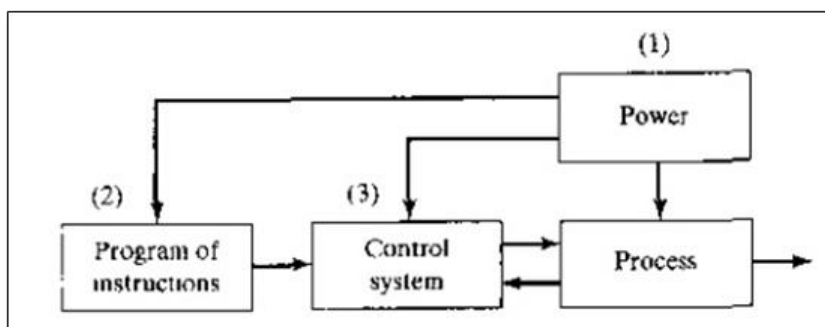 (1)
Power
(2)
(3)
Program of
instructions
Control
system
Process